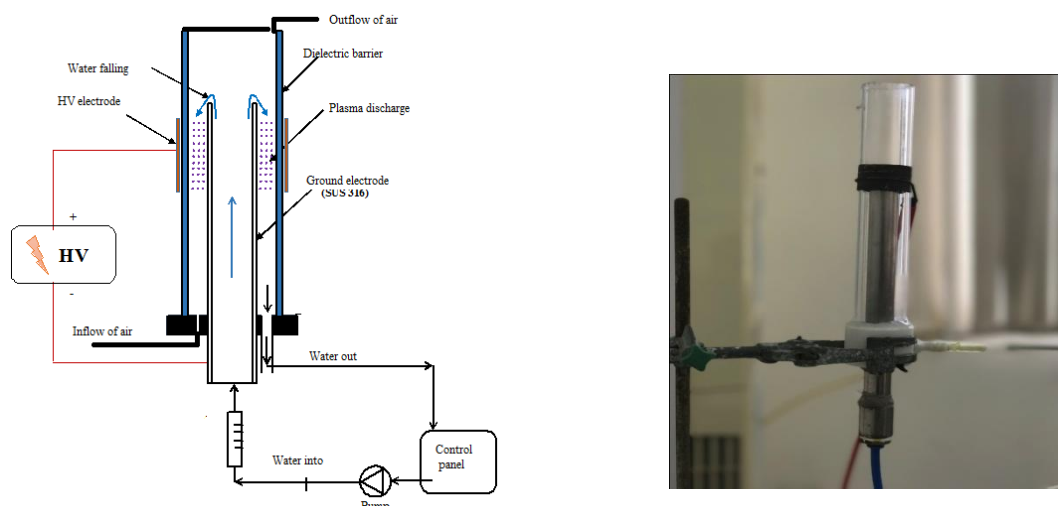 Outflow of air
Dielectric barrier
Water falling
HV electrode
Plasma discharge
Ground electrode
(SUS 316)
+
HV
-
Inflow of air
Water out
Control
panel
Water into
Pump